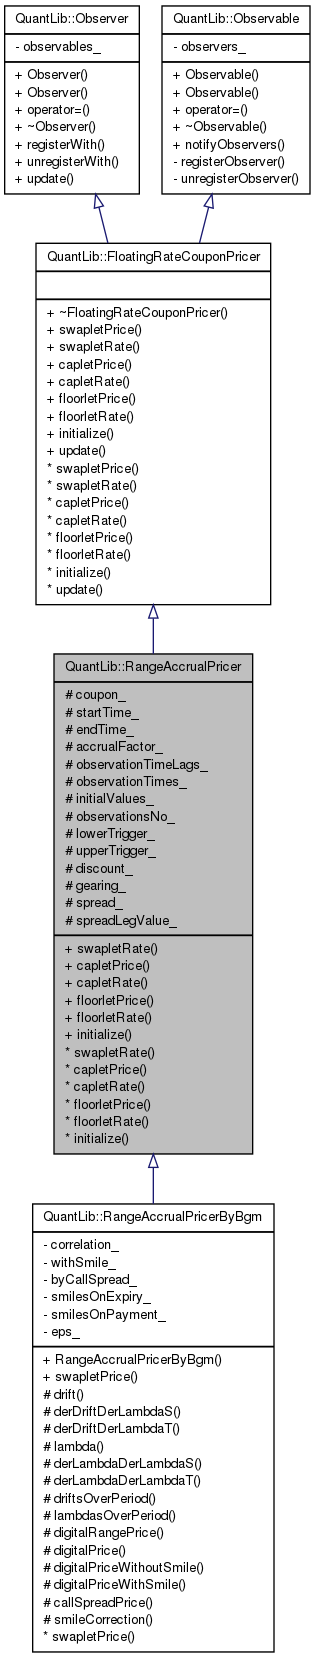 QuantLib::Observer
- observables_
+ Observer()
+ Observer()
+ operator=()
+ ~Observer()
+ registerWith()
+ unregisterWith()
+ update()
QuantLib::Observable
- observers_
+ Observable()
+ Observable()
+ operator=()
+ ~Observable()
+ notifyObservers()
- registerObserver()
- unregisterObserver()
QuantLib::FloatingRateCouponPricer
+ ~FloatingRateCouponPricer()
+ swapletPrice()
+ swapletRate()
+ capletPrice()
+ capletRate()
+ floorletPrice()
+ floorletRate()
+ initialize()
+ update()
* swapletPrice()
* swapletRate()
* capletPrice()
* capletRate()
* floorletPrice()
* floorletRate()
* initialize()
* update()
QuantLib::RangeAccrualPricer
# coupon_
# startTime_
# endTime_
# accrualFactor_
# observationTimeLags_
# observationTimes_
# initialValues_
# observationsNo_
# lowerTrigger_
# upperTrigger_
# discount_
# gearing_
# spread_
# spreadLegValue_
+ swapletRate()
+ capletPrice()
+ capletRate()
+ floorletPrice()
+ floorletRate()
+ initialize()
* swapletRate()
* capletPrice()
* capletRate()
* floorletPrice()
* floorletRate()
* initialize()
QuantLib::RangeAccrualPricerByBgm
- correlation_
- withSmile_
- byCallSpread_
- smilesOnExpiry_
- smilesOnPayment_
- eps_
+ RangeAccrualPricerByBgm()
+ swapletPrice()
# drift()
# derDriftDerLambdaS()
# derDriftDerLambdaT()
# lambda()
# derLambdaDerLambdaS()
# derLambdaDerLambdaT()
# driftsOverPeriod()
# lambdasOverPeriod()
# digitalRangePrice()
# digitalPrice()
# digitalPriceWithoutSmile()
# digitalPriceWithSmile()
# callSpreadPrice()
# smileCorrection()
* swapletPrice()